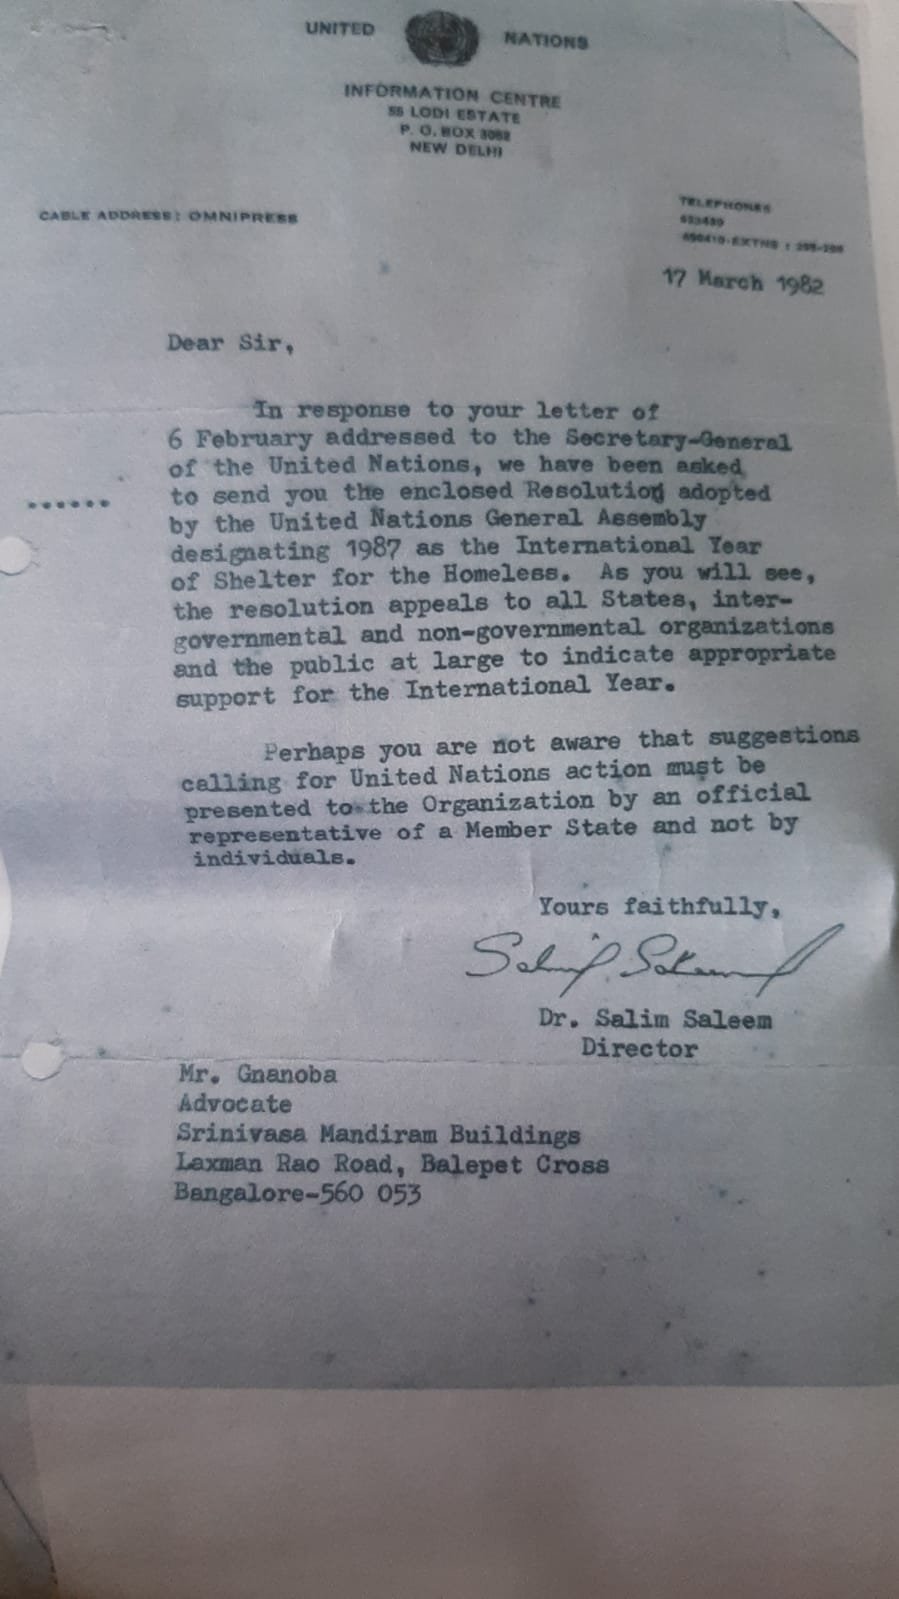 UNITED NATIONS
INFORMATION CENTRE
55 LODI ESTATE
P. O. BOX 3082
NEW DELHI
CABLE ADDRESS: OMNIPRESS
TELEPHONES
17 March 1982
Dear Sir,
In response to your letter of
6 February addressed to the Secretary-General
of the United Nations, we have been asked
to send you the enclosed Resolution adopted
by the United Nations General Assembly
designating 1987 as the International Year
of Shelter for the Homeless. As you will see,
the resolution appeals to all States, inter-
governmental and non-governmental organizations
and the public at large to indicate appropriate
support for the International Year.
Perhaps you are not aware that suggestions
calling for United Nations action must be
presented to the Organization by an official
representative of a Member State and not by
individuals.
Yours faithfully,
Salim Saleem
Dr. Salim Saleem
Director
Mr. Gnanoba
Advocate
Srinivasa Mandiram Buildings
Laxman Rao Road, Balepet Cross
Bangalore-560 053